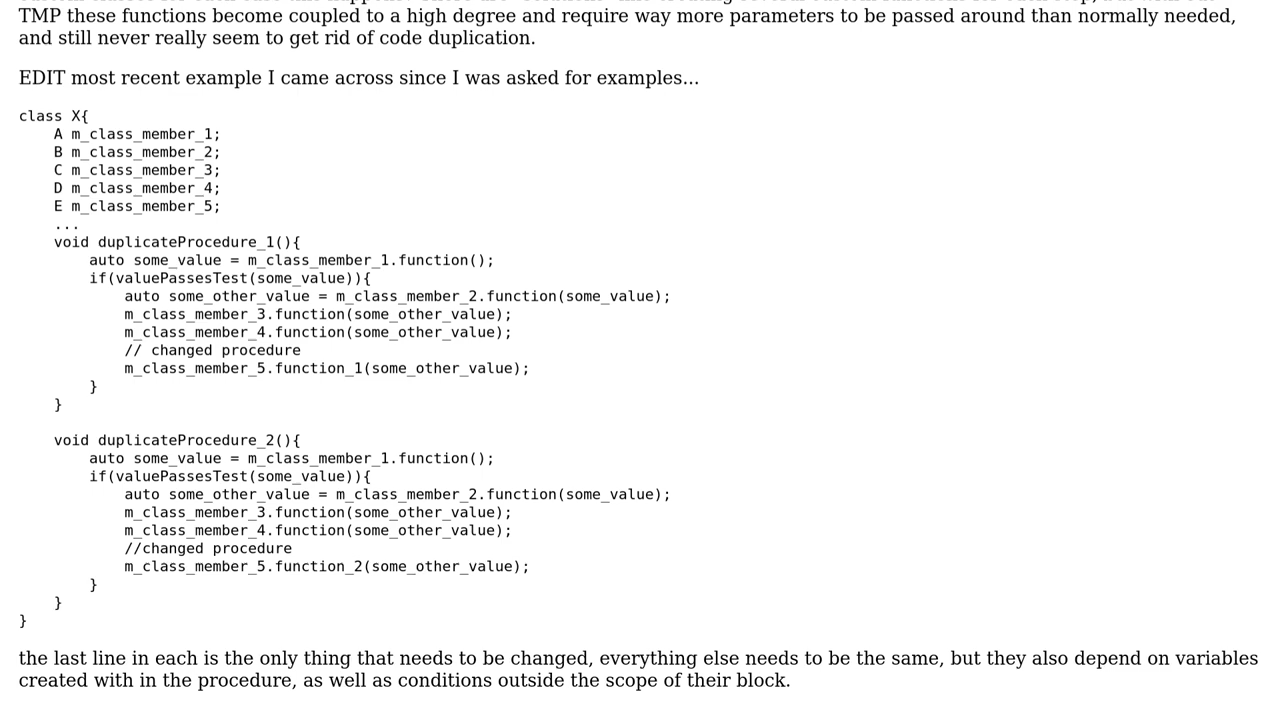 TMP these functions become coupled to a high degree and require way more parameters to be passed around than normally needed,
and still never really seem to get rid of code duplication.
EDIT most recent example I came across since I was asked for examples...
class X{
    A m_class_member_1;
    B m_class_member_2;
    C m_class_member_3;
    D m_class_member_4;
    E m_class_member_5;
    ...
    void duplicateProcedure_1(){
        auto some_value = m_class_member_1.function();
        if(valuePassesTest(some_value)){
            auto some_other_value = m_class_member_2.function(some_value);
            m_class_member_3.function(some_other_value);
            m_class_member_4.function(some_other_value);
            // changed procedure
            m_class_member_5.function_1(some_other_value);
        }
    }
    void duplicateProcedure_2(){
        auto some_value = m_class_member_1.function();
        if(valuePassesTest(some_value)){
            auto some_other_value = m_class_member_2.function(some_value);
            m_class_member_3.function(some_other_value);
            m_class_member_4.function(some_other_value);
            //changed procedure
            m_class_member_5.function_2(some_other_value);
        }
    }
}
the last line in each is the only thing that needs to be changed, everything else needs to be the same, but they also depend on variables
created with in the procedure, as well as conditions outside the scope of their block.